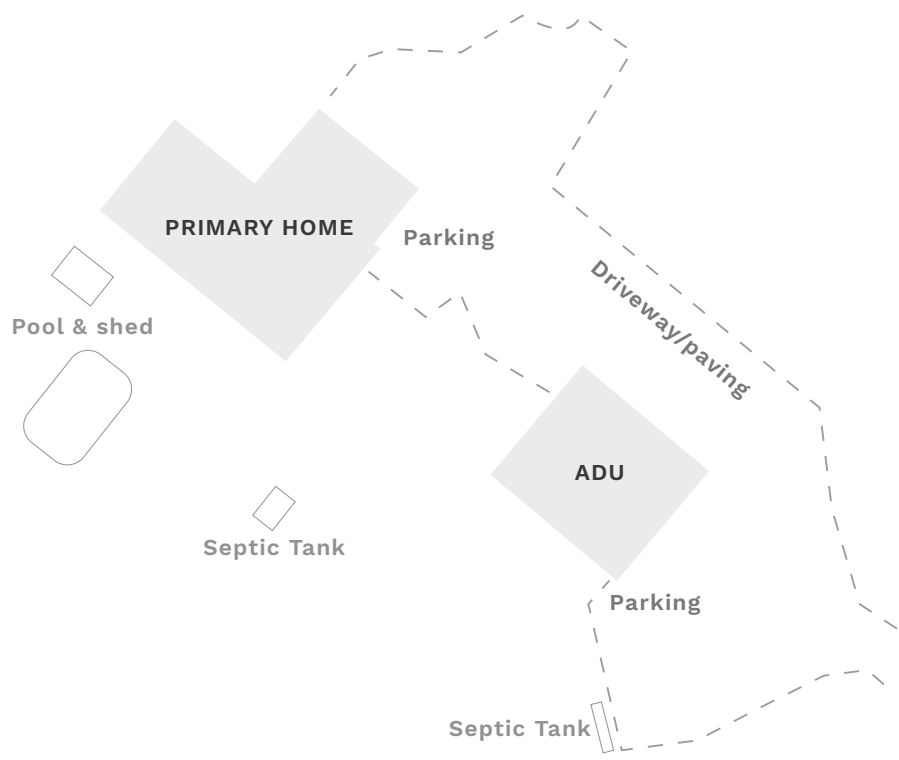 PRIMARY HOME
Parking
Driveway/paving
Pool & shed
ADU
Septic Tank
Parking
Septic Tank